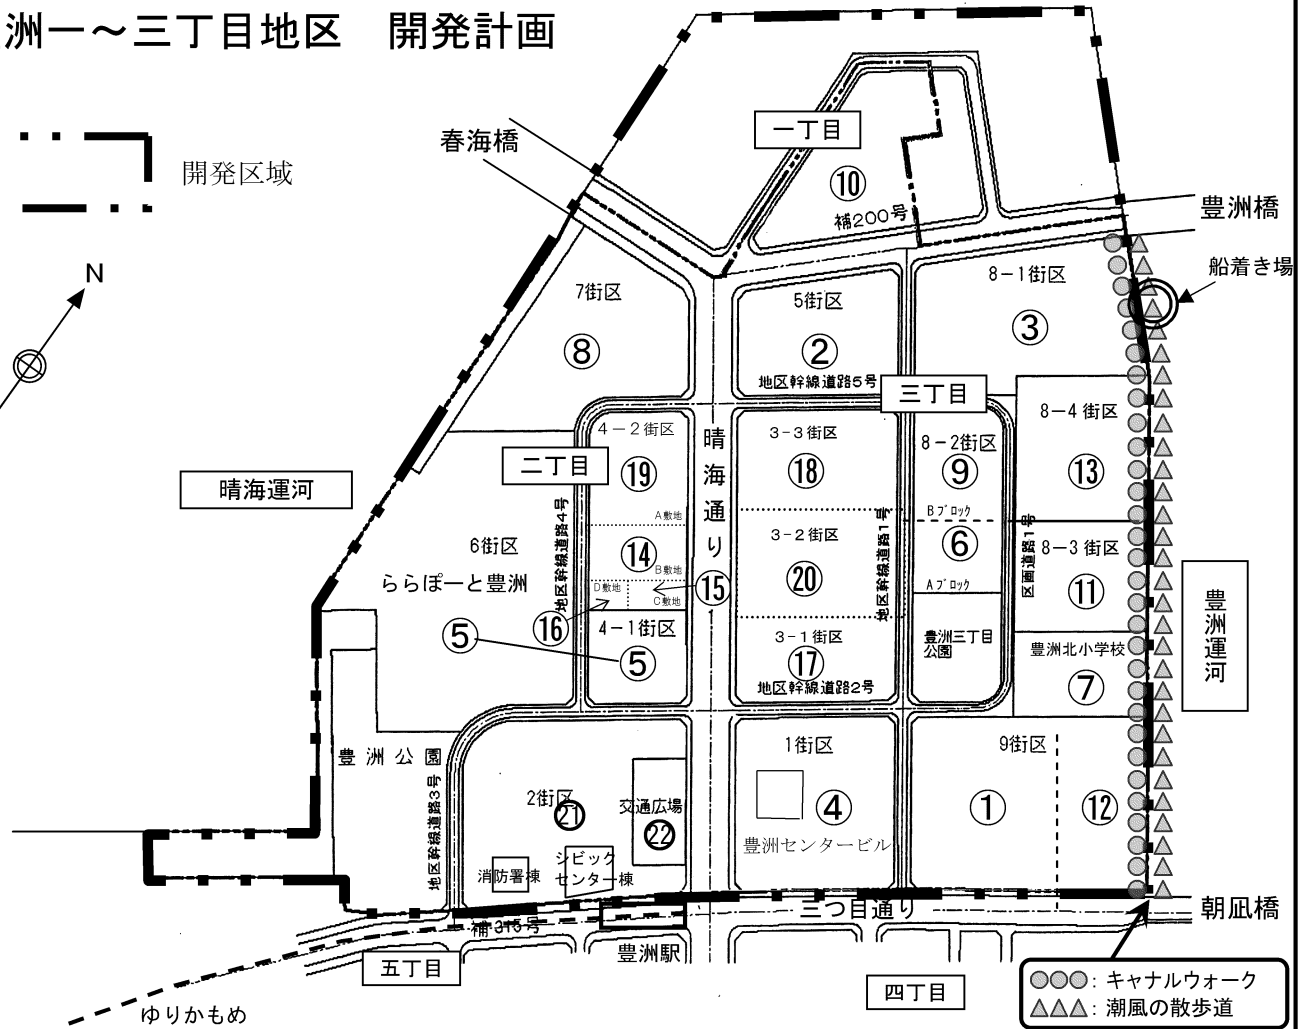 洲一～三丁目地区　開発計画
開発区域
N
春海橋
一丁目
⑩
補200号
豊洲橋
船着き場
7街区
⑧
5街区
②
地区幹線道路5号
8－1街区
③
三丁目
4－2街区
⑲
二丁目
晴海通り
3－3街区
⑱
8－2街区
⑨
8－4街区
⑬
晴海運河
地区幹線道路4号
A敷地
Bブロック
6街区
ららぽーと豊洲
⑤
⑭
B敷地
D敷地
C敷地
⑮
⑯
4－1街区
⑤
3－2街区
⑳
地区幹線道路1号
⑥
Aブロック
区画道路1号
8－3街区
⑪
豊洲運河
3－1街区
⑰
地区幹線道路2号
豊洲三丁目
公園
豊洲北小学校
⑦
豊洲公園
地区幹線道路3号
2街区
㉑
交通広場
㉒
消防署棟
シビック
センター棟
1街区
④
豊洲センタービル
9街区
①
⑫
三つ目通り
朝凪橋
補315号
豊洲駅
五丁目
四丁目
ゆりかもめ
：キャナルウォーク
：潮風の散歩道